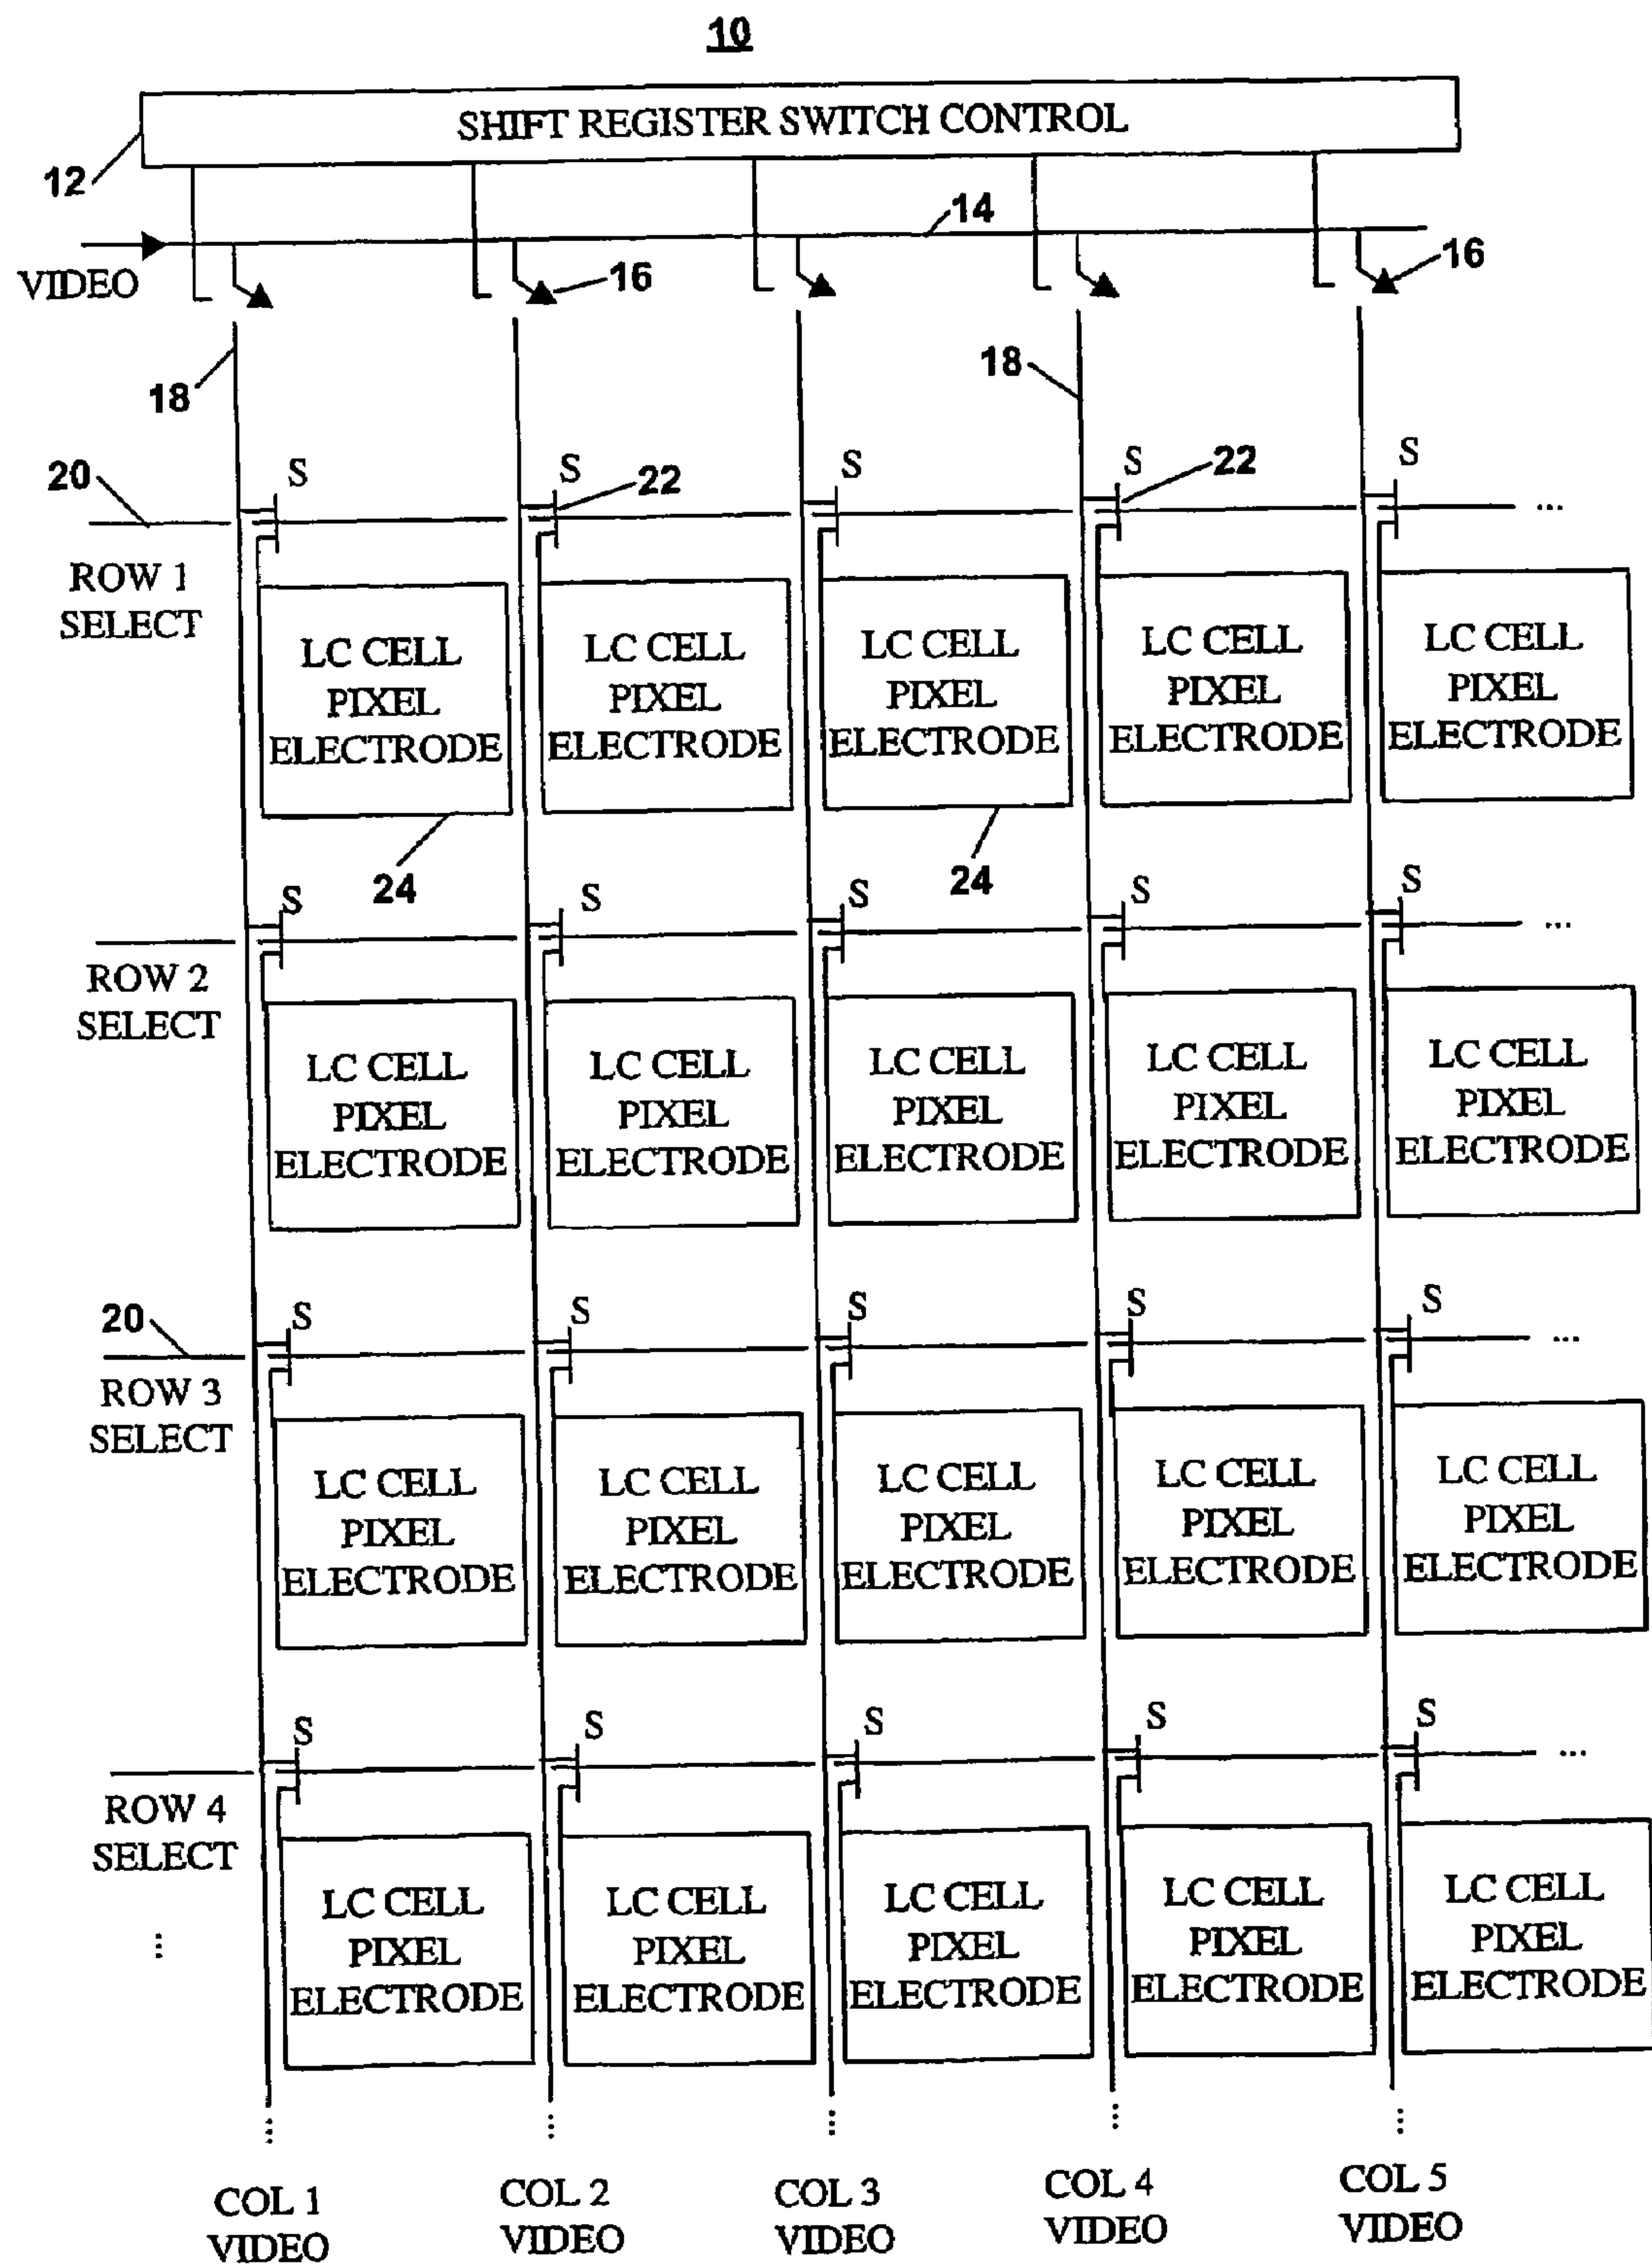 10
SHIFT REGISTER SWITCH CONTROL
12
14
VIDEO
16
16
18
18
S S S S S
20
22
22
...
ROW 1
SELECT
LC CELL
PIXEL
ELECTRODE
LC CELL
PIXEL
ELECTRODE
LC CELL
PIXEL
ELECTRODE
LC CELL
PIXEL
ELECTRODE
LC CELL
PIXEL
ELECTRODE
24
24
S S S S S
...
ROW 2
SELECT
LC CELL
PIXEL
ELECTRODE
LC CELL
PIXEL
ELECTRODE
LC CELL
PIXEL
ELECTRODE
LC CELL
PIXEL
ELECTRODE
LC CELL
PIXEL
ELECTRODE
20
S S S S S
...
ROW 3
SELECT
LC CELL
PIXEL
ELECTRODE
LC CELL
PIXEL
ELECTRODE
LC CELL
PIXEL
ELECTRODE
LC CELL
PIXEL
ELECTRODE
LC CELL
PIXEL
ELECTRODE
S S S S S
...
ROW 4
SELECT
...
LC CELL
PIXEL
ELECTRODE
LC CELL
PIXEL
ELECTRODE
LC CELL
PIXEL
ELECTRODE
LC CELL
PIXEL
ELECTRODE
LC CELL
PIXEL
ELECTRODE
... ... ... ... ...
COL 1
VIDEO
COL 2
VIDEO
COL 3
VIDEO
COL 4
VIDEO
COL 5
VIDEO